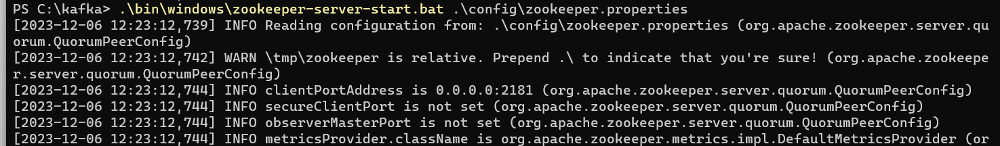 PS C:\kafka> .\bin\windows\zookeeper-server-start.bat .\config\zookeeper.properties
[2023-12-06 12:23:12,739] INFO Reading configuration from: .\config\zookeeper.properties (org.apache.zookeeper.server.qu
orum.QuorumPeerConfig)
[2023-12-06 12:23:12,742] WARN \tmp\zookeeper is relative. Prepend .\ to indicate that you're sure! (org.apache.zookeepe
r.server.quorum.QuorumPeerConfig)
[2023-12-06 12:23:12,744] INFO clientPortAddress is 0.0.0.0:2181 (org.apache.zookeeper.server.quorum.QuorumPeerConfig)
[2023-12-06 12:23:12,744] INFO secureClientPort is not set (org.apache.zookeeper.server.quorum.QuorumPeerConfig)
[2023-12-06 12:23:12,744] INFO observerMasterPort is not set (org.apache.zookeeper.server.quorum.QuorumPeerConfig)
[2023-12-06 12:23:12,744] INFO metricsProvider.className is org.apache.zookeeper.metrics.impl.DefaultMetricsProvider (or